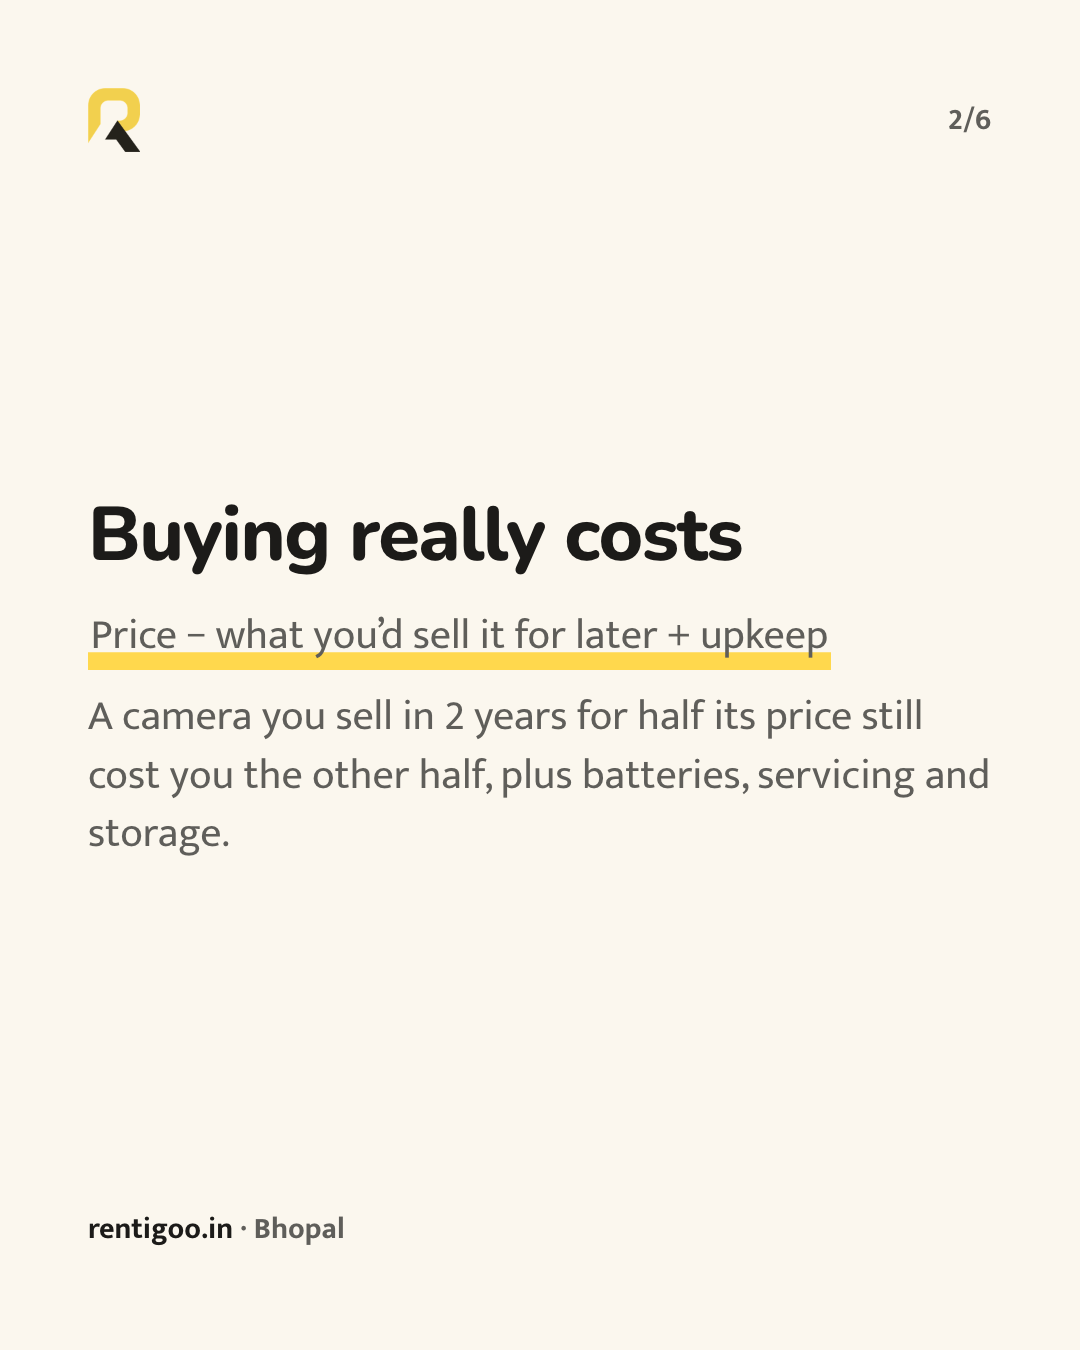 2/6
Buying really costs
Price − what you’d sell it for later + upkeep
A camera you sell in 2 years for half its price still
cost you the other half, plus batteries, servicing and
storage.
rentigoo.in · Bhopal